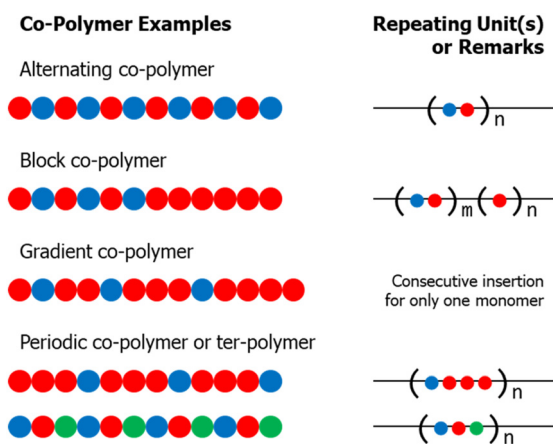 Co-Polymer Examples
Repeating Unit(s)
or Remarks
Alternating co-polymer
( )n
Block co-polymer
( )m ( )n
Gradient co-polymer
Consecutive insertion
for only one monomer
Periodic co-polymer or ter-polymer
( )n
( )n